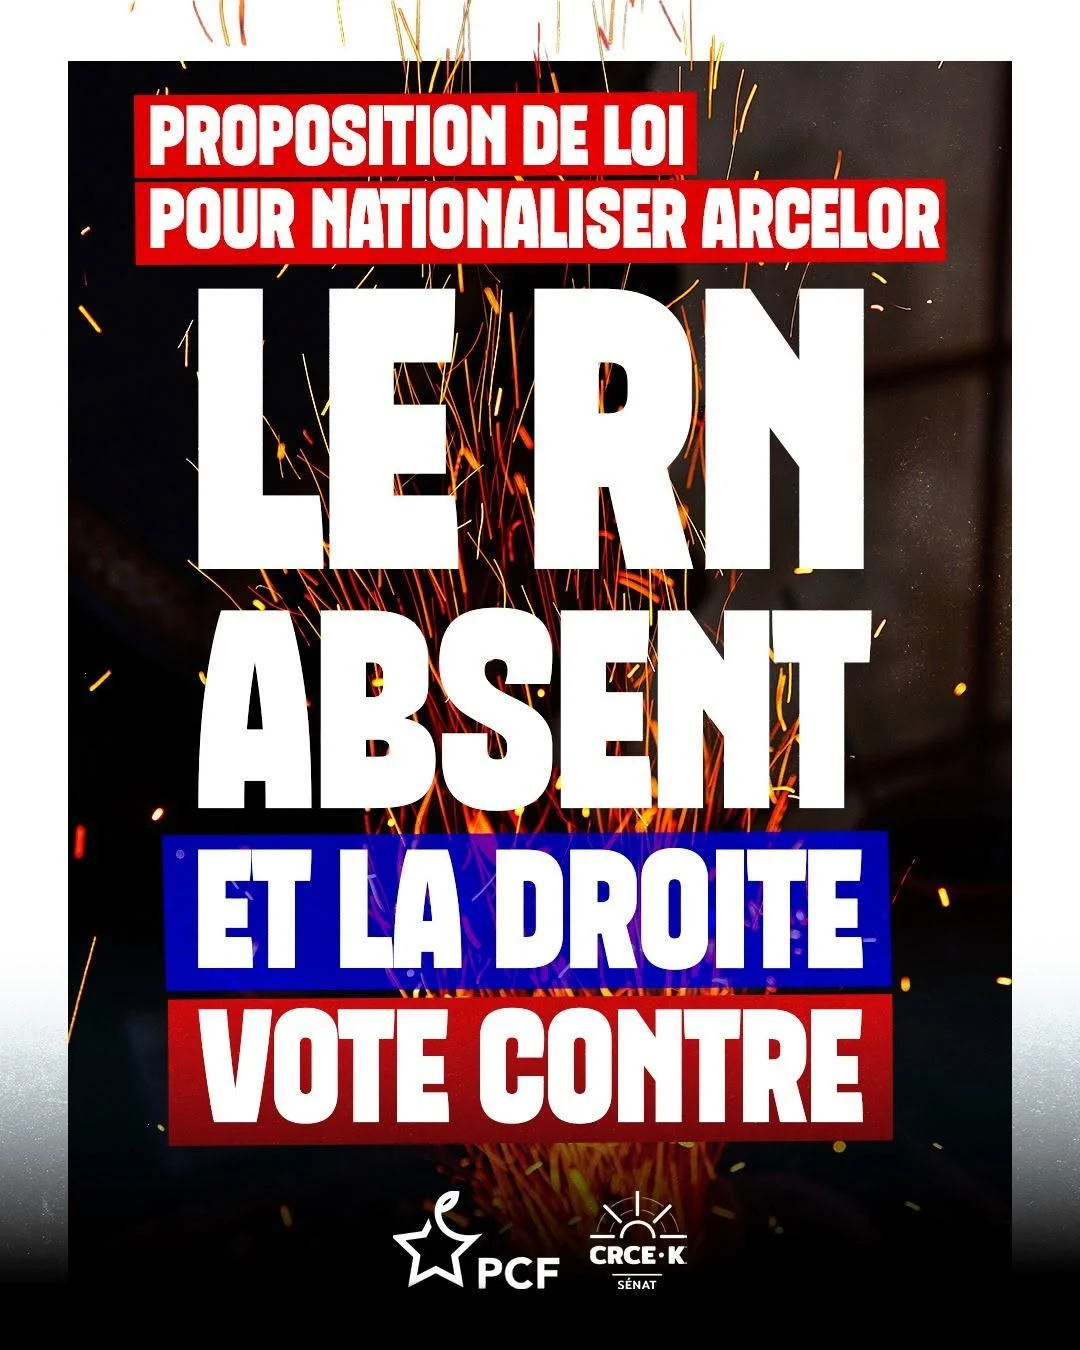 PROPOSITION DE LOI
POUR NATIONALISER ARCELOR
LE RN
ABSENT
ET LA DROITE
VOTE CONTRE
PCF
CRCE·K
SÉNAT